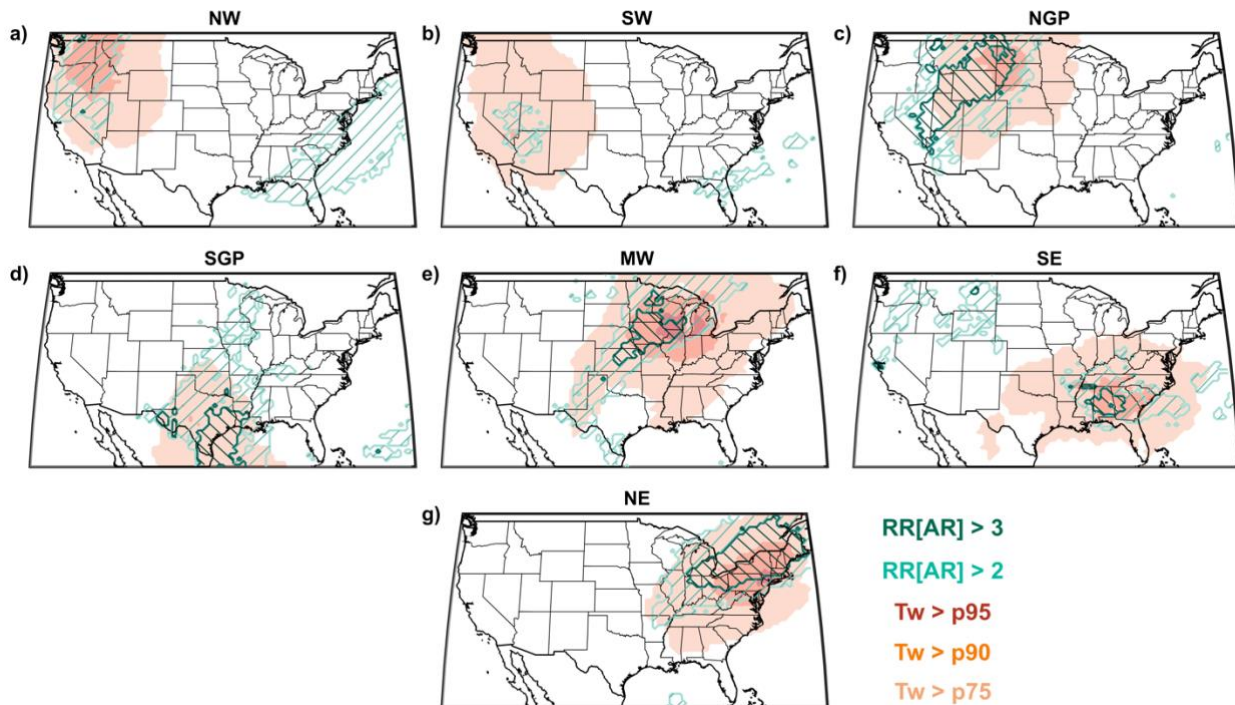 a) NW
b) SW
c) NGP
d) SGP
e) MW
f) SE
g) NE
RR[AR] > 3
RR[AR] > 2
Tw > p95
Tw > p90
Tw > p75